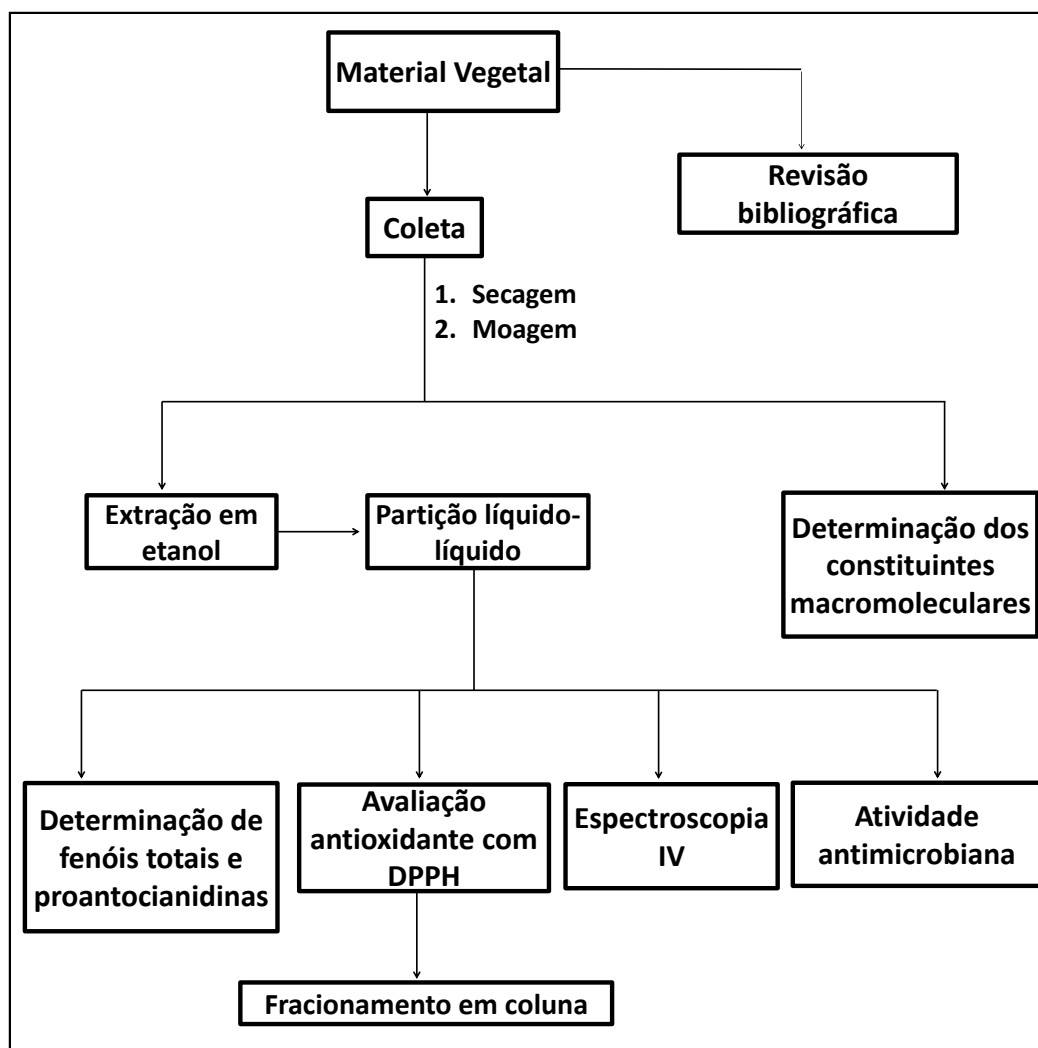 Material Vegetal
Revisão
bibliográfica
Coleta
1. Secagem
2. Moagem
Extração em
etanol
Partição líquido-
líquido
Determinação dos
constituintes
macromoleculares
Determinação de
fenóis totais e
proantocianidinas
Avaliação
antioxidante com
DPPH
Espectroscopia
IV
Atividade
antimicrobiana
Fracionamento em coluna